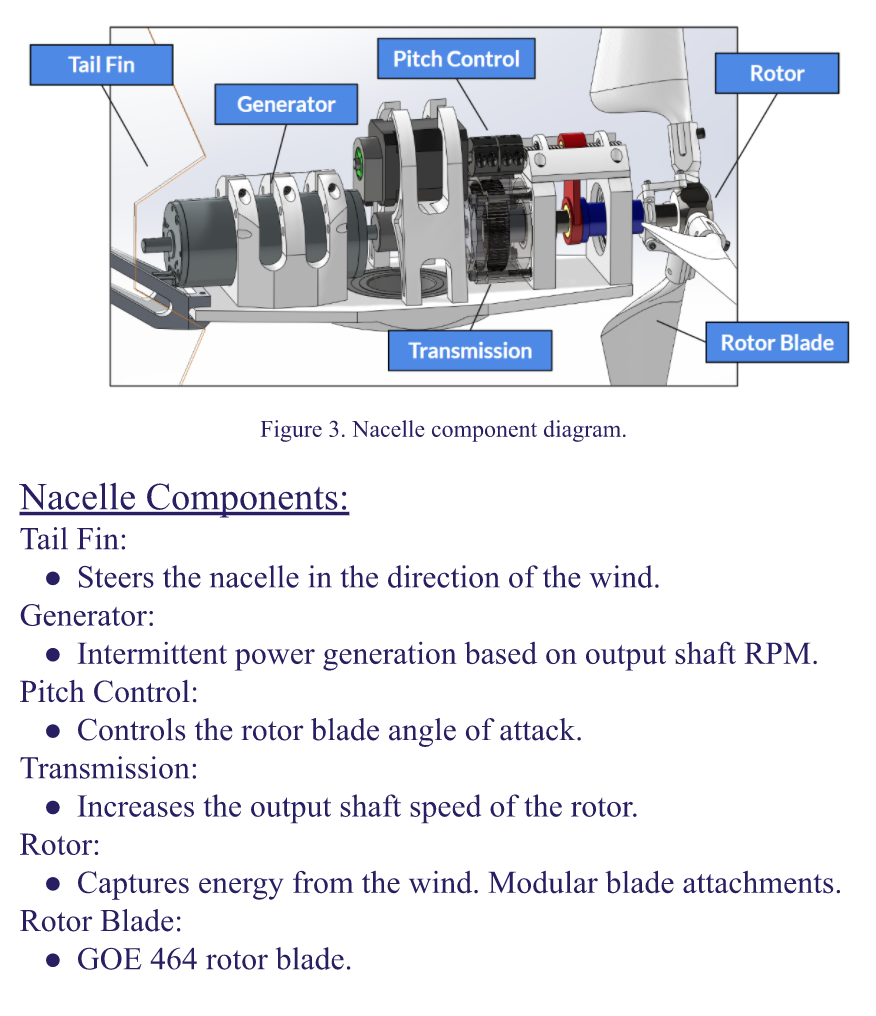 Tail Fin
Pitch Control
Rotor
Generator
Transmission
Rotor Blade
Figure 3. Nacelle component diagram.
Nacelle Components:
Tail Fin:
● Steers the nacelle in the direction of the wind.
Generator:
● Intermittent power generation based on output shaft RPM.
Pitch Control:
● Controls the rotor blade angle of attack.
Transmission:
● Increases the output shaft speed of the rotor.
Rotor:
● Captures energy from the wind. Modular blade attachments.
Rotor Blade:
● GOE 464 rotor blade.